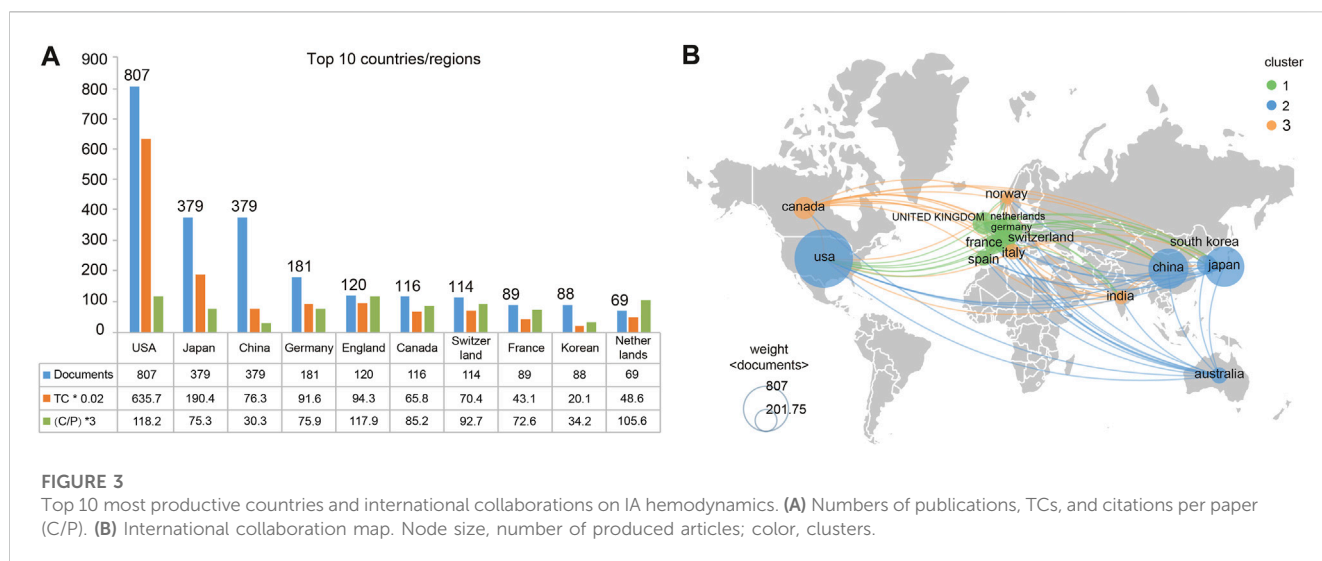 A
Top 10 countries/regions
900
800
700
600
500
400
300
200
100
0
807
379
379
181
120
116
114
89
88
69
USA Japan China Germany England Canada Switzer land France Korean Nether lands
Documents 807 379 379 181 120 116 114 89 88 69
TC * 0.02 635.7 190.4 76.3 91.6 94.3 65.8 70.4 43.1 20.1 48.6
(C/P) *3 118.2 75.3 30.3 75.9 117.9 85.2 92.7 72.6 34.2 105.6
B
cluster
1
2
3
canada
norway
UNITED KINGDOM
netherlands
germany
switzerland
france
italy
spain
usa
south korea
china
japan
india
australia
weight
<documents>
807
201.75
FIGURE 3
Top 10 most productive countries and international collaborations on IA hemodynamics. (A) Numbers of publications, TCs, and citations per paper
(C/P). (B) International collaboration map. Node size, number of produced articles; color, clusters.